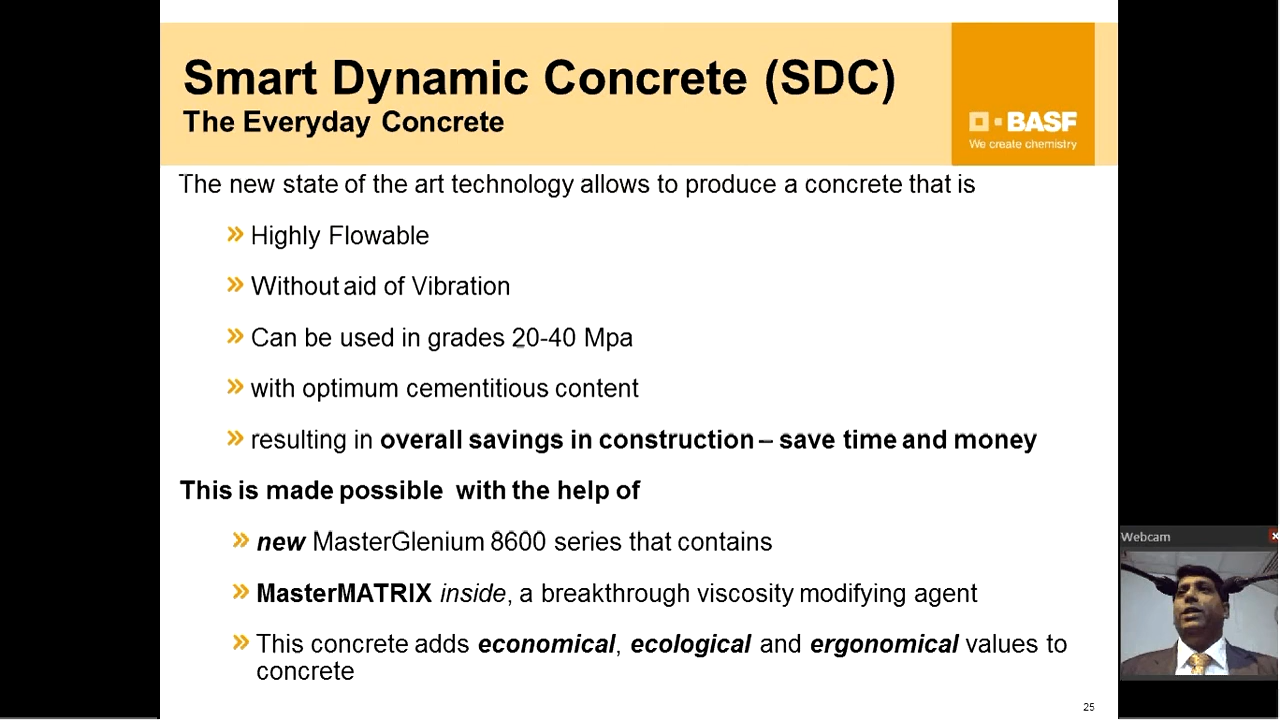 Smart Dynamic Concrete (SDC)
The Everyday Concrete
BASF
We create chemistry
The new state of the art technology allows to produce a concrete that is
» Highly Flowable
» Without aid of Vibration
» Can be used in grades 20-40 Mpa
» with optimum cementitious content
» resulting in overall savings in construction – save time and money
This is made possible with the help of
» new MasterGlenium 8600 series that contains
» MasterMATRIX inside, a breakthrough viscosity modifying agent
» This concrete adds economical, ecological and ergonomical values to
concrete
25
Webcam